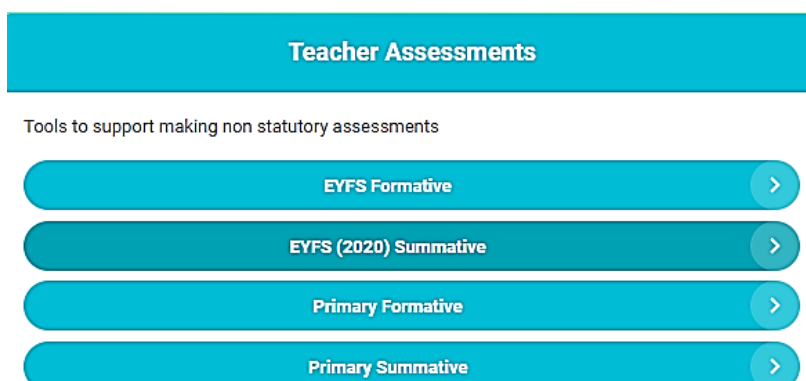 Teacher Assessments
Tools to support making non statutory assessments
EYFS Formative
EYFS (2020) Summative
Primary Formative
Primary Summative